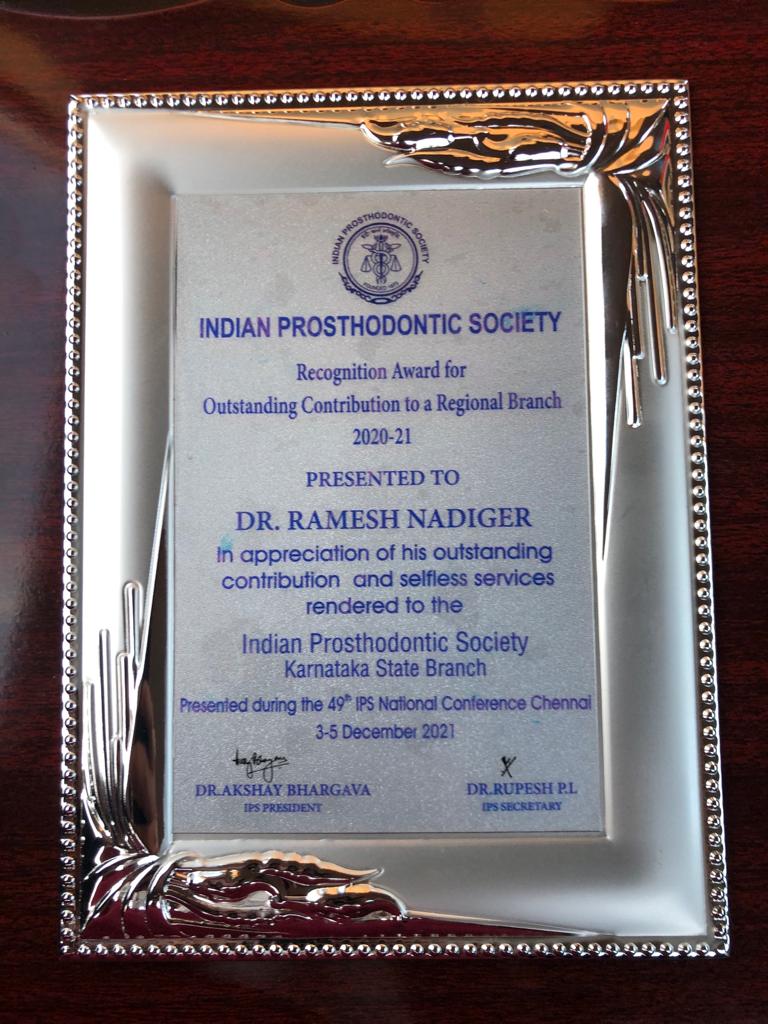 INDIAN PROSTHODONTIC SOCIETY
INDIAN PROSTHODONTIC SOCIETY
Recognition Award for
Outstanding Contribution to a Regional Branch
2020-21
PRESENTED TO
DR. RAMESH NADIGER
In appreciation of his outstanding
contribution and selfless services
rendered to the
Indian Prosthodontic Society
Karnataka State Branch
Presented during the 49th IPS National Conference Chennai
3-5 December 2021
DR.AKSHAY BHARGAVA
IPS PRESIDENT
DR.RUPESH P.L
IPS SECRETARY